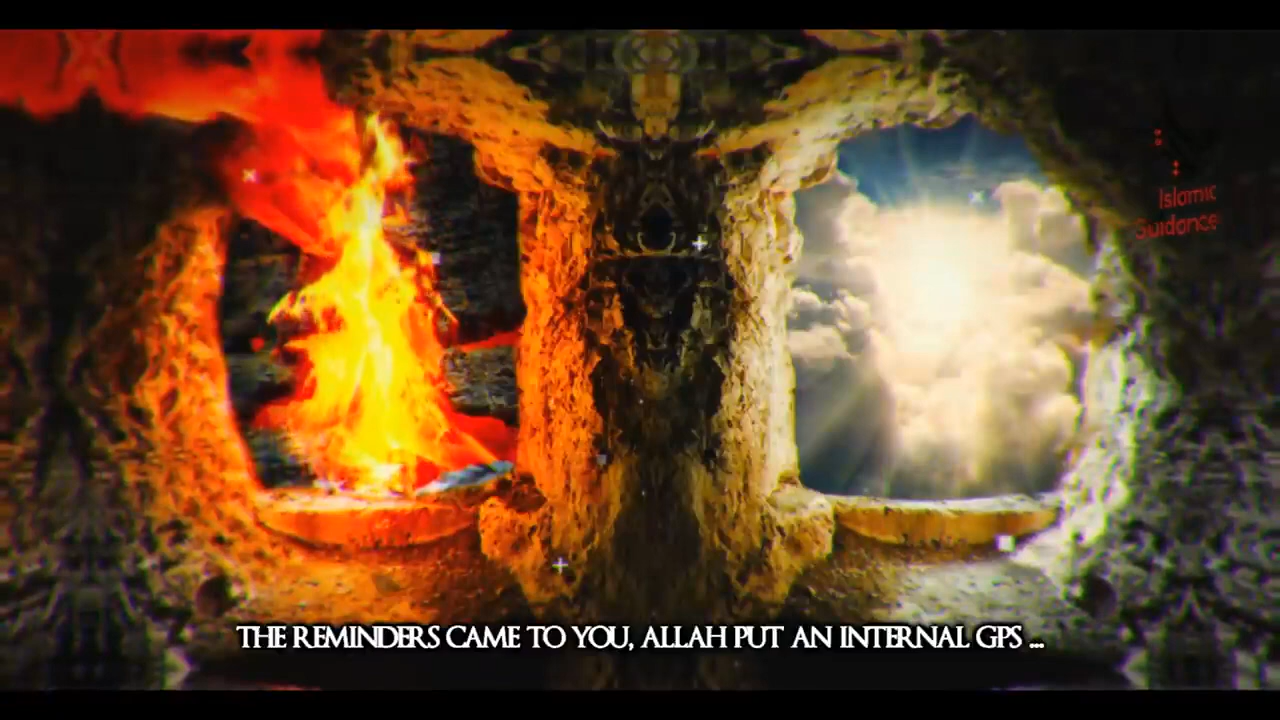 Islamic
Guidance
THE REMINDERS CAME TO YOU, ALLAH PUT AN INTERNAL GPS ...